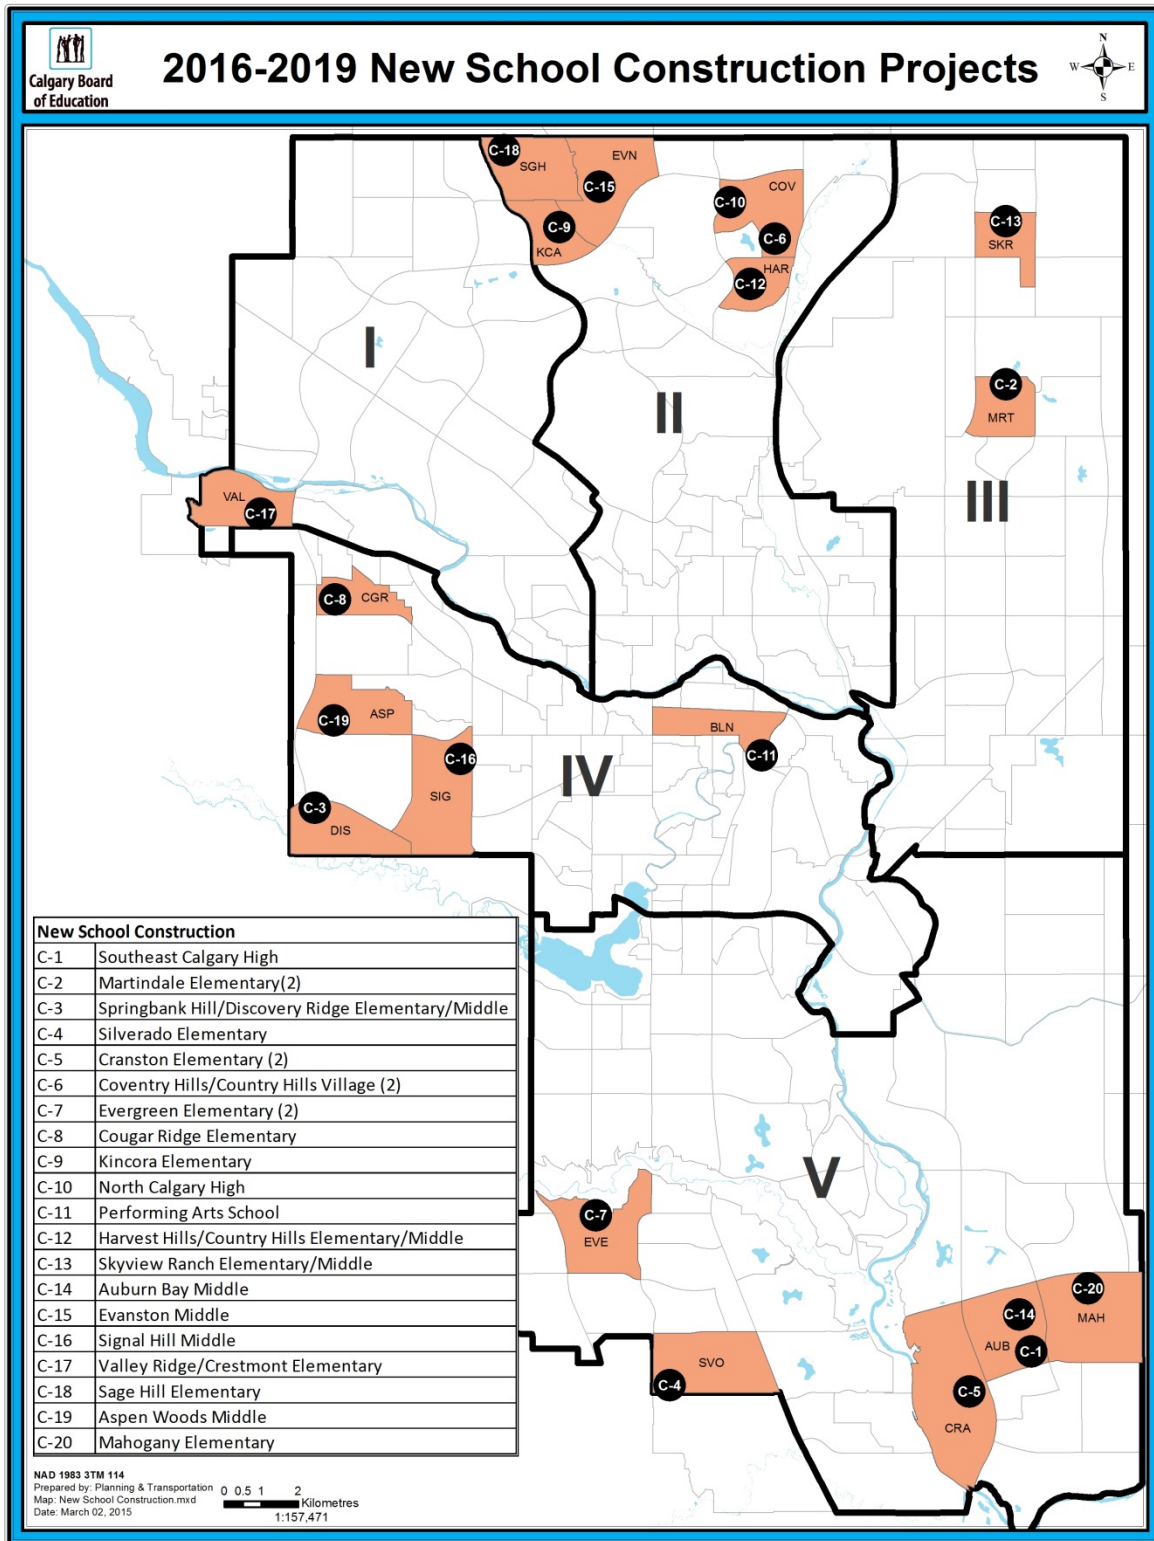 Calgary Board
of Education
2016-2019 New School Construction Projects
N
W E
S
C-18
SGH
EVN
C-15
C-9
KCA
C-10
COV
C-6
HAR
C-12
C-13
SKR
I
II
C-2
MRT
III
VAL
C-17
C-8
CGR
C-19
ASP
BLN
C-11
C-16
SIG
IV
C-3
DIS
New School Construction
C-1 Southeast Calgary High
C-2 Martindale Elementary(2)
C-3 Springbank Hill/Discovery Ridge Elementary/Middle
C-4 Silverado Elementary
C-5 Cranston Elementary (2)
C-6 Coventry Hills/Country Hills Village (2)
C-7 Evergreen Elementary (2)
C-8 Cougar Ridge Elementary
C-9 Kincora Elementary
C-10 North Calgary High
C-11 Performing Arts School
C-12 Harvest Hills/Country Hills Elementary/Middle
C-13 Skyview Ranch Elementary/Middle
C-14 Auburn Bay Middle
C-15 Evanston Middle
C-16 Signal Hill Middle
C-17 Valley Ridge/Crestmont Elementary
C-18 Sage Hill Elementary
C-19 Aspen Woods Middle
C-20 Mahogany Elementary
V
C-7
EVE
C-20
MAH
C-14
AUB
C-1
SVO
C-4
C-5
CRA
NAD 1983 3TM 114
Prepared by: Planning & Transportation
Map: New School Construction.mxd
Date: March 02, 2015
0 0.5 1 2
Kilometres
1:157,471